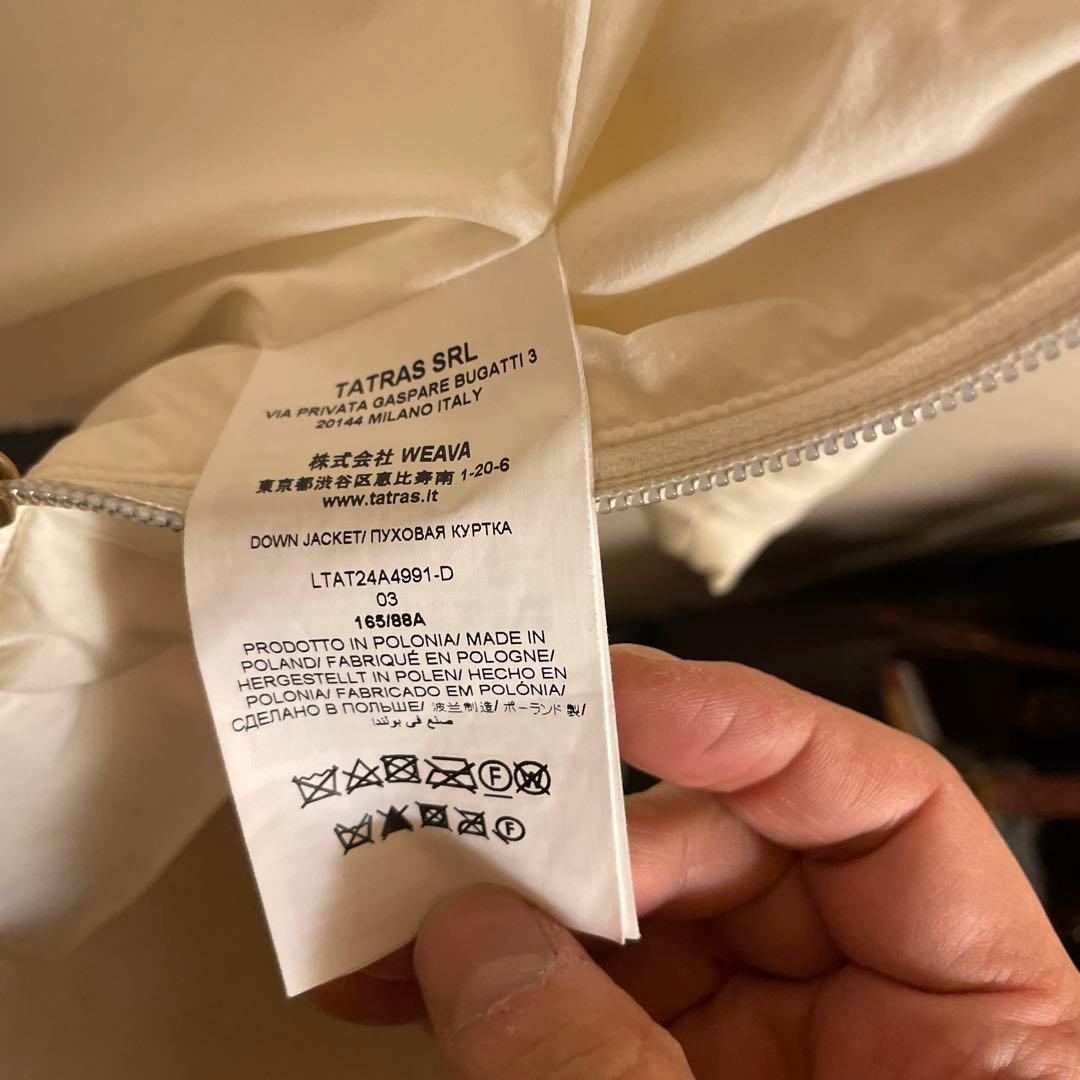 TATRAS SRL
VIA PRIVATA GASPARE BUGATTI 3
20144 MILANO ITALY
株式会社 WEAVA
東京都渋谷区恵比寿南 1-20-6
www.tatras.it
DOWN JACKET/ ПУХОВАЯ КУРТКА
LTAT24A4991-D
03
165/88A
PRODOTTO IN POLONIA/ MADE IN
POLAND/ FABRIQUÉ EN POLOGNE/
HERGESTELLT IN POLEN/ HECHO EN
POLONIA/ FABRICADO EM POLÓNIA/
СДЕЛАНО В ПОЛЬШЕ/ 波兰制造/ ポーランド製/
صنع في بولندا
F W
F